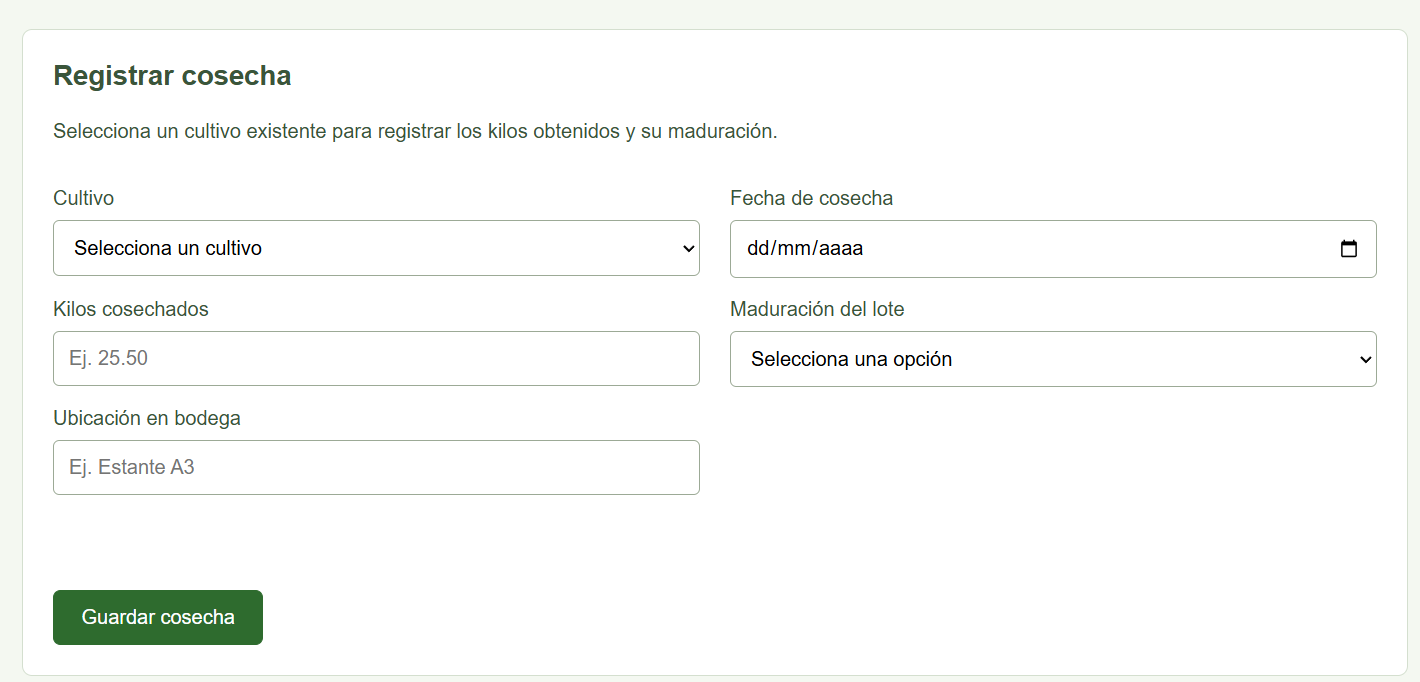 Registrar cosecha
Selecciona un cultivo existente para registrar los kilos obtenidos y su maduración.
Cultivo
Selecciona un cultivo
Fecha de cosecha
dd/mm/aaaa
Kilos cosechados
Ej. 25.50
Maduración del lote
Selecciona una opción
Ubicación en bodega
Ej. Estante A3
Guardar cosecha